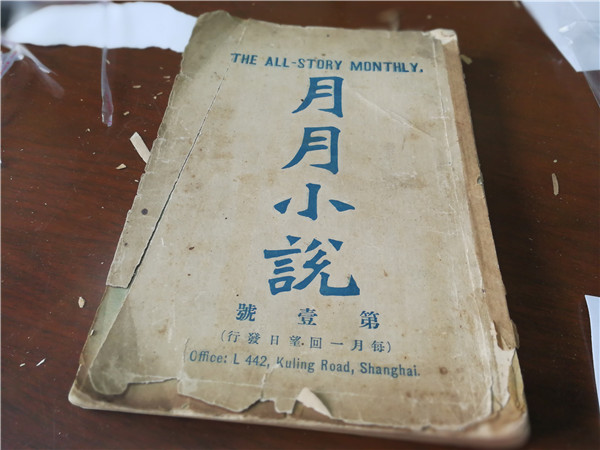 THE ALL-STORY MONTHLY.
月月小説
第壹號
(每月一回望日發行)
Office: L 442, Kuling Road, Shanghai.